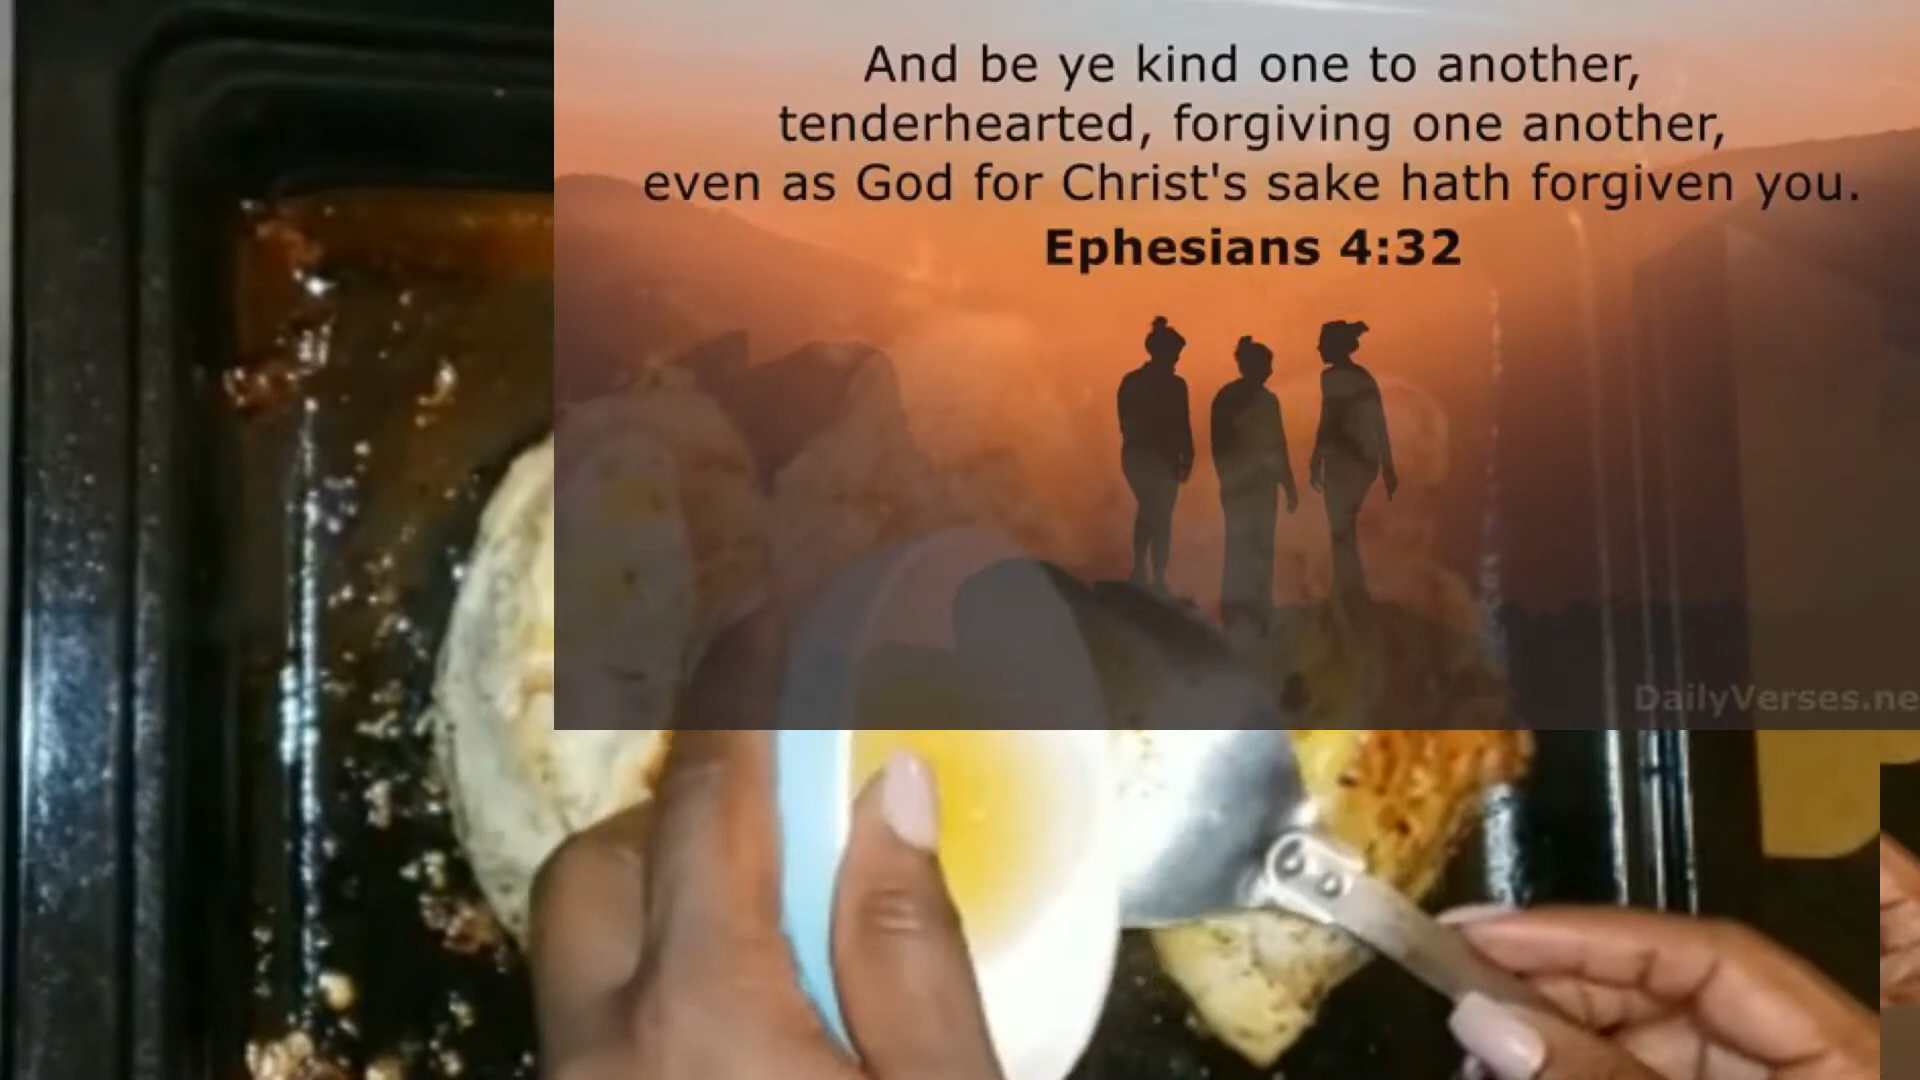 And be ye kind one to another,
tenderhearted, forgiving one another,
even as God for Christ's sake hath forgiven you.
Ephesians 4:32
DailyVerses.ne